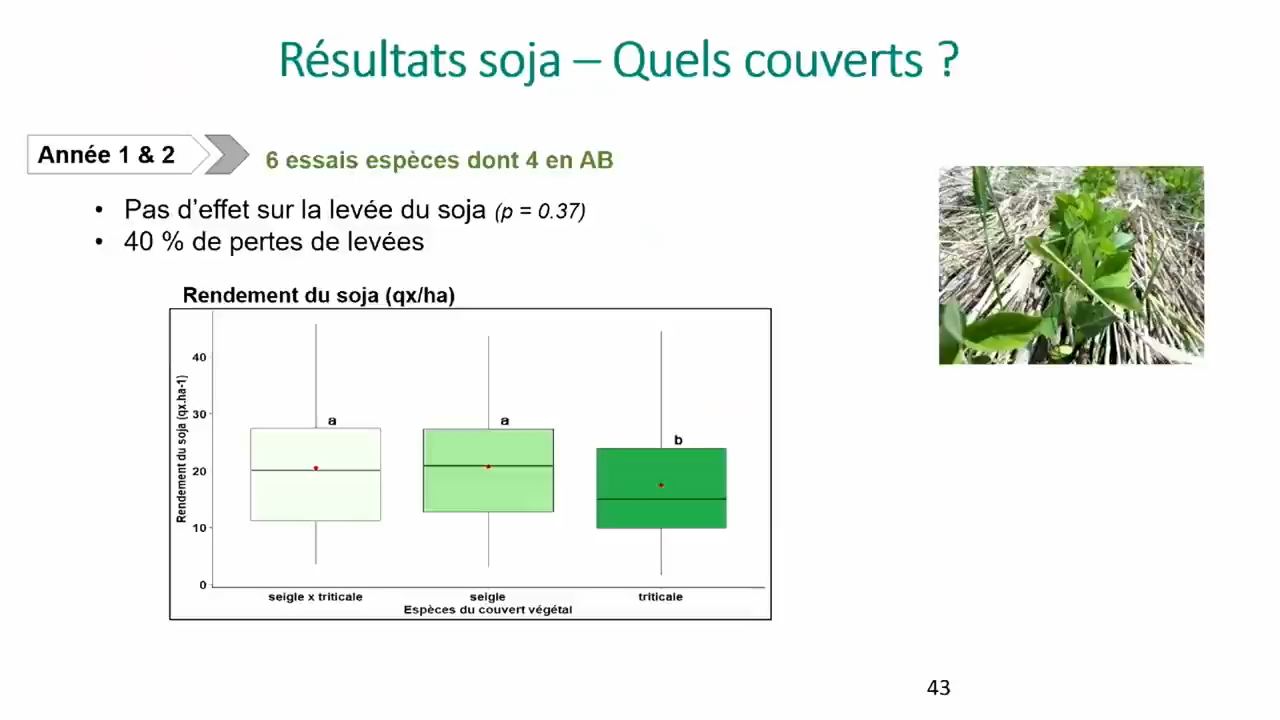 Résultats soja – Quels couverts ?
Année 1 & 2
6 essais espèces dont 4 en AB
• Pas d'effet sur la levée du soja (p = 0.37)
• 40 % de pertes de levées
Rendement du soja (qx/ha)
Rendement du soja (qx.ha-1)
40
30
20
10
0
a
a
b
seigle x triticale
seigle
triticale
Espèces du couvert végétal
43